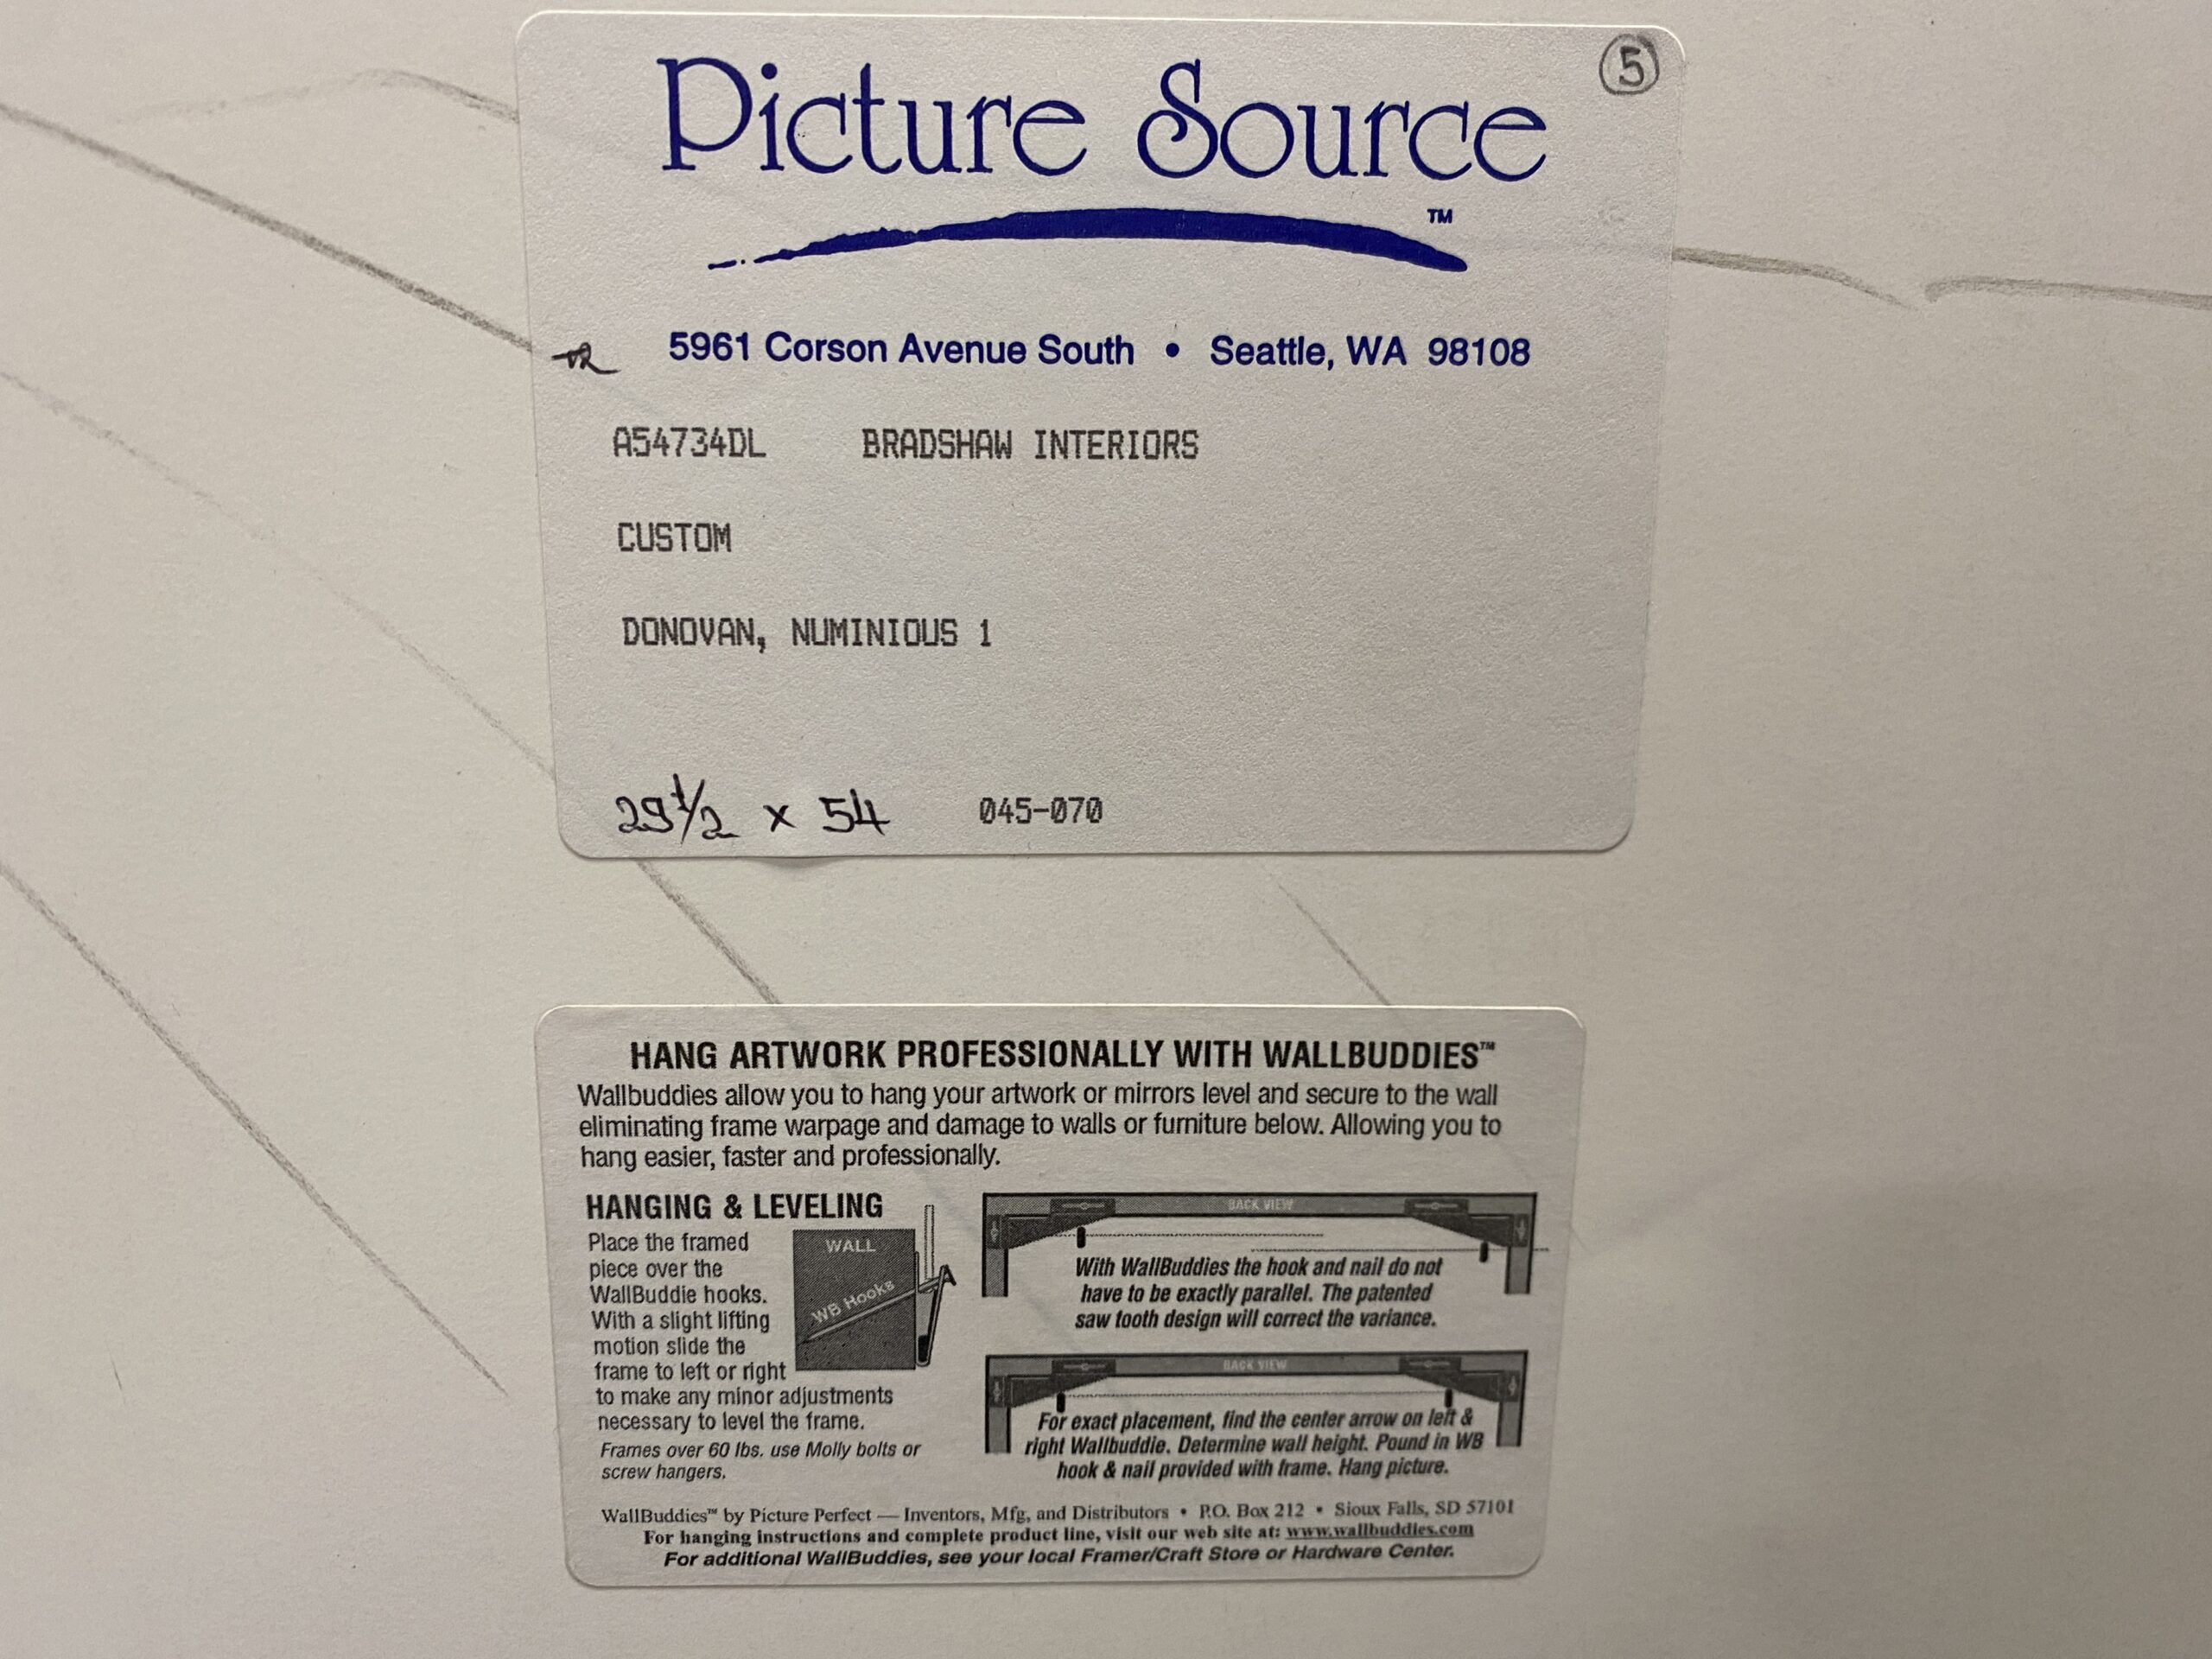 Picture Source
5
TM
5961 Corson Avenue South • Seattle, WA 98108
A54734DL BRADSHAW INTERIORS
CUSTOM
DONOVAN, NUMINIOUS 1
29 1/2 x 54 045-070
HANG ARTWORK PROFESSIONALLY WITH WALLBUDDIES™
Wallbuddies allow you to hang your artwork or mirrors level and secure to the wall
eliminating frame warpage and damage to walls or furniture below. Allowing you to
hang easier, faster and professionally.
HANGING & LEVELING
Place the framed
piece over the
WallBuddie hooks.
With a slight lifting
motion slide the
frame to left or right
to make any minor adjustments
necessary to level the frame.
Frames over 60 lbs. use Molly bolts or
screw hangers.
WALL
WB Hooks
BACK VIEW
With WallBuddies the hook and nail do not
have to be exactly parallel. The patented
saw tooth design will correct the variance.
BACK VIEW
For exact placement, find the center arrow on left &
right Wallbuddie. Determine wall height. Pound in WB
hook & nail provided with frame. Hang picture.
WallBuddies™ by Picture Perfect — Inventors, Mfg, and Distributors • P.O. Box 212 • Sioux Falls, SD 57101
For hanging instructions and complete product line, visit our web site at: www.wallbuddies.com
For additional WallBuddies, see your local Framer/Craft Store or Hardware Center.